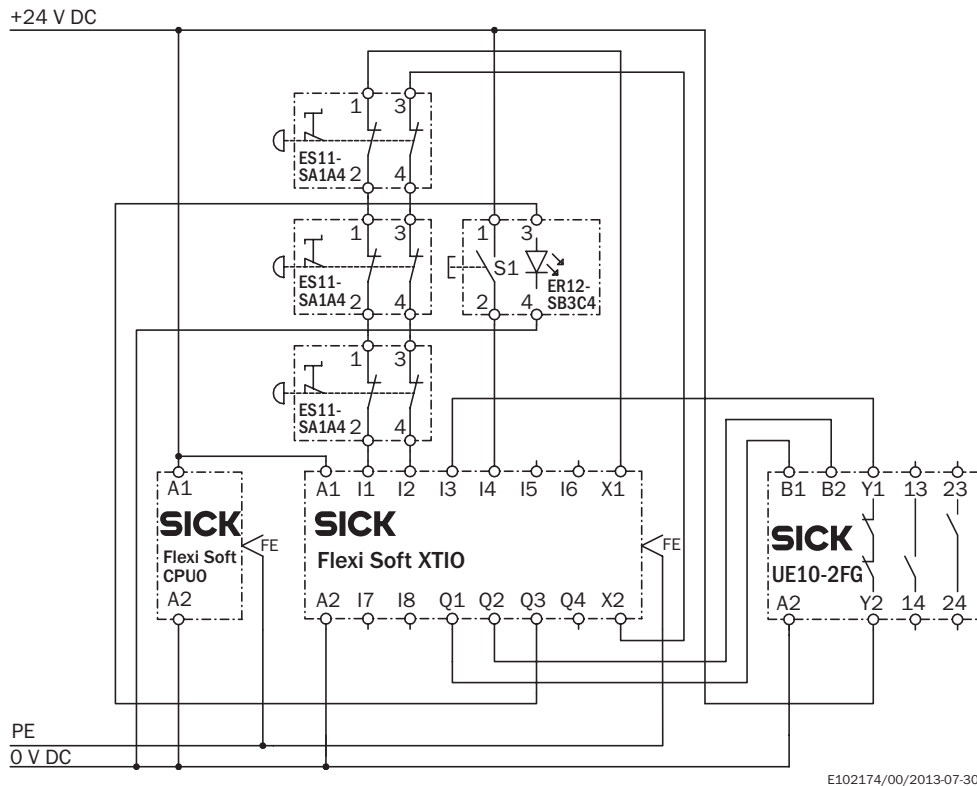 +24 V DC
1 3
ES11-
SA1A4 2 4
1 3 1 3
S1
ES11-
SA1A4 2 4 2 4 ER12-
SB3C4
1 3
ES11-
SA1A4 2 4
A1 A1 I1 I2 I3 I4 I5 I6 X1 B1 B2 Y1 13 23
SICK SICK SICK
Flexi Soft
CPU0
FE
Flexi Soft XTIO
FE
UE10-2FG
A2 A2 I7 I8 Q1 Q2 Q3 Q4 X2 A2 Y2 14 24
PE
0 V DC
E102174/00/2013-07-30